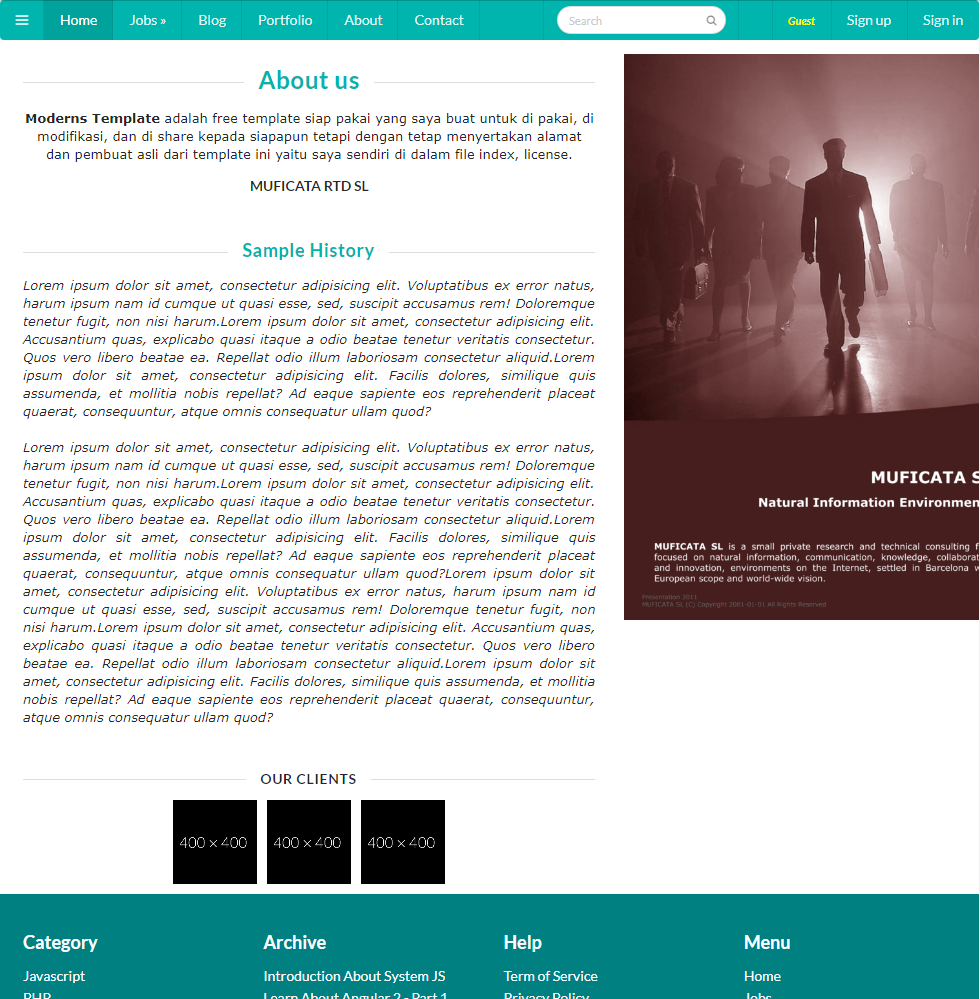 Home Jobs » Blog Portfolio About Contact Search Guest Sign up Sign in
About us
Moderns Template adalah free template siap pakai yang saya buat untuk di pakai, di
modifikasi, dan di share kepada siapapun tetapi dengan tetap menyertakan alamat
dan pembuat asli dari template ini yaitu saya sendiri di dalam file index, license.
MUFICATA RTD SL
Sample History
Lorem ipsum dolor sit amet, consectetur adipisicing elit. Voluptatibus ex error natus,
harum ipsum nam id cumque ut quasi esse, sed, suscipit accusamus rem! Doloremque
tenetur fugit, non nisi harum.Lorem ipsum dolor sit amet, consectetur adipisicing elit.
Accusantium quas, explicabo quasi itaque a odio beatae tenetur veritatis consectetur.
Quos vero libero beatae ea. Repellat odio illum laboriosam consectetur aliquid.Lorem
ipsum dolor sit amet, consectetur adipisicing elit. Facilis dolores, similique quis
assumenda, et mollitia nobis repellat? Ad eaque sapiente eos reprehenderit placeat
quaerat, consequuntur, atque omnis consequatur ullam quod?
Lorem ipsum dolor sit amet, consectetur adipisicing elit. Voluptatibus ex error natus,
harum ipsum nam id cumque ut quasi esse, sed, suscipit accusamus rem! Doloremque
tenetur fugit, non nisi harum.Lorem ipsum dolor sit amet, consectetur adipisicing elit.
Accusantium quas, explicabo quasi itaque a odio beatae tenetur veritatis consectetur.
Quos vero libero beatae ea. Repellat odio illum laboriosam consectetur aliquid.Lorem
ipsum dolor sit amet, consectetur adipisicing elit. Facilis dolores, similique quis
assumenda, et mollitia nobis repellat? Ad eaque sapiente eos reprehenderit placeat
quaerat, consequuntur, atque omnis consequatur ullam quod?Lorem ipsum dolor sit
amet, consectetur adipisicing elit. Voluptatibus ex error natus, harum ipsum nam id
cumque ut quasi esse, sed, suscipit accusamus rem! Doloremque tenetur fugit, non
nisi harum.Lorem ipsum dolor sit amet, consectetur adipisicing elit. Accusantium quas,
explicabo quasi itaque a odio beatae tenetur veritatis consectetur. Quos vero libero
beatae ea. Repellat odio illum laboriosam consectetur aliquid.Lorem ipsum dolor sit
amet, consectetur adipisicing elit. Facilis dolores, similique quis assumenda, et mollitia
nobis repellat? Ad eaque sapiente eos reprehenderit placeat quaerat, consequuntur,
atque omnis consequatur ullam quod?
OUR CLIENTS
400 × 400 400 × 400 400 × 400
MUFICATA S
Natural Information Environmen
MUFICATA SL is a small private research and technical consulting f
focused on natural information, communication, knowledge, collaborat
and innovation, environments on the Internet, settled in Barcelona w
European scope and world-wide vision.
Presentation 2011
MUFICATA SL (C) Copyright 2001-01-01 All Rights Reserved
Category Archive Help Menu
Javascript Introduction About System JS Term of Service Home
PHP Learn About Angular 2 - Part 1 Privacy Policy Jobs